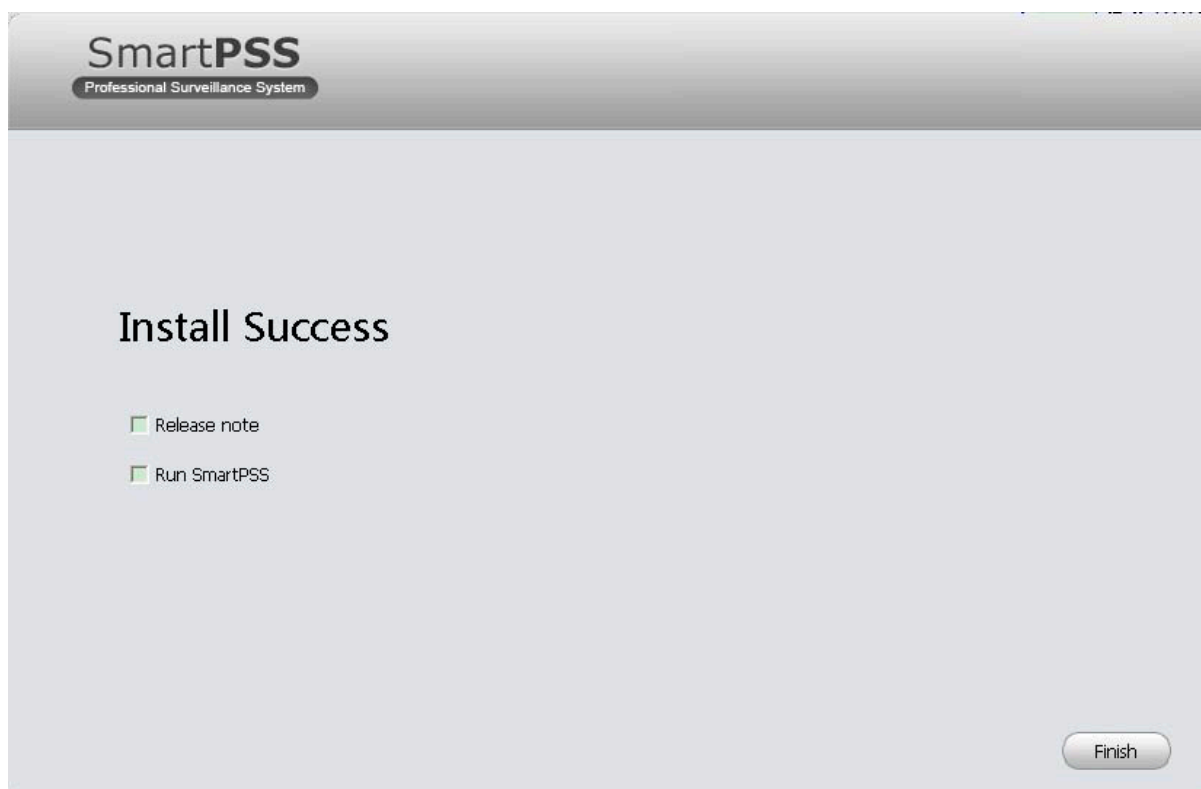 SmartPSS
Professional Surveillance System
Install Success
Release note
Run SmartPSS
Finish